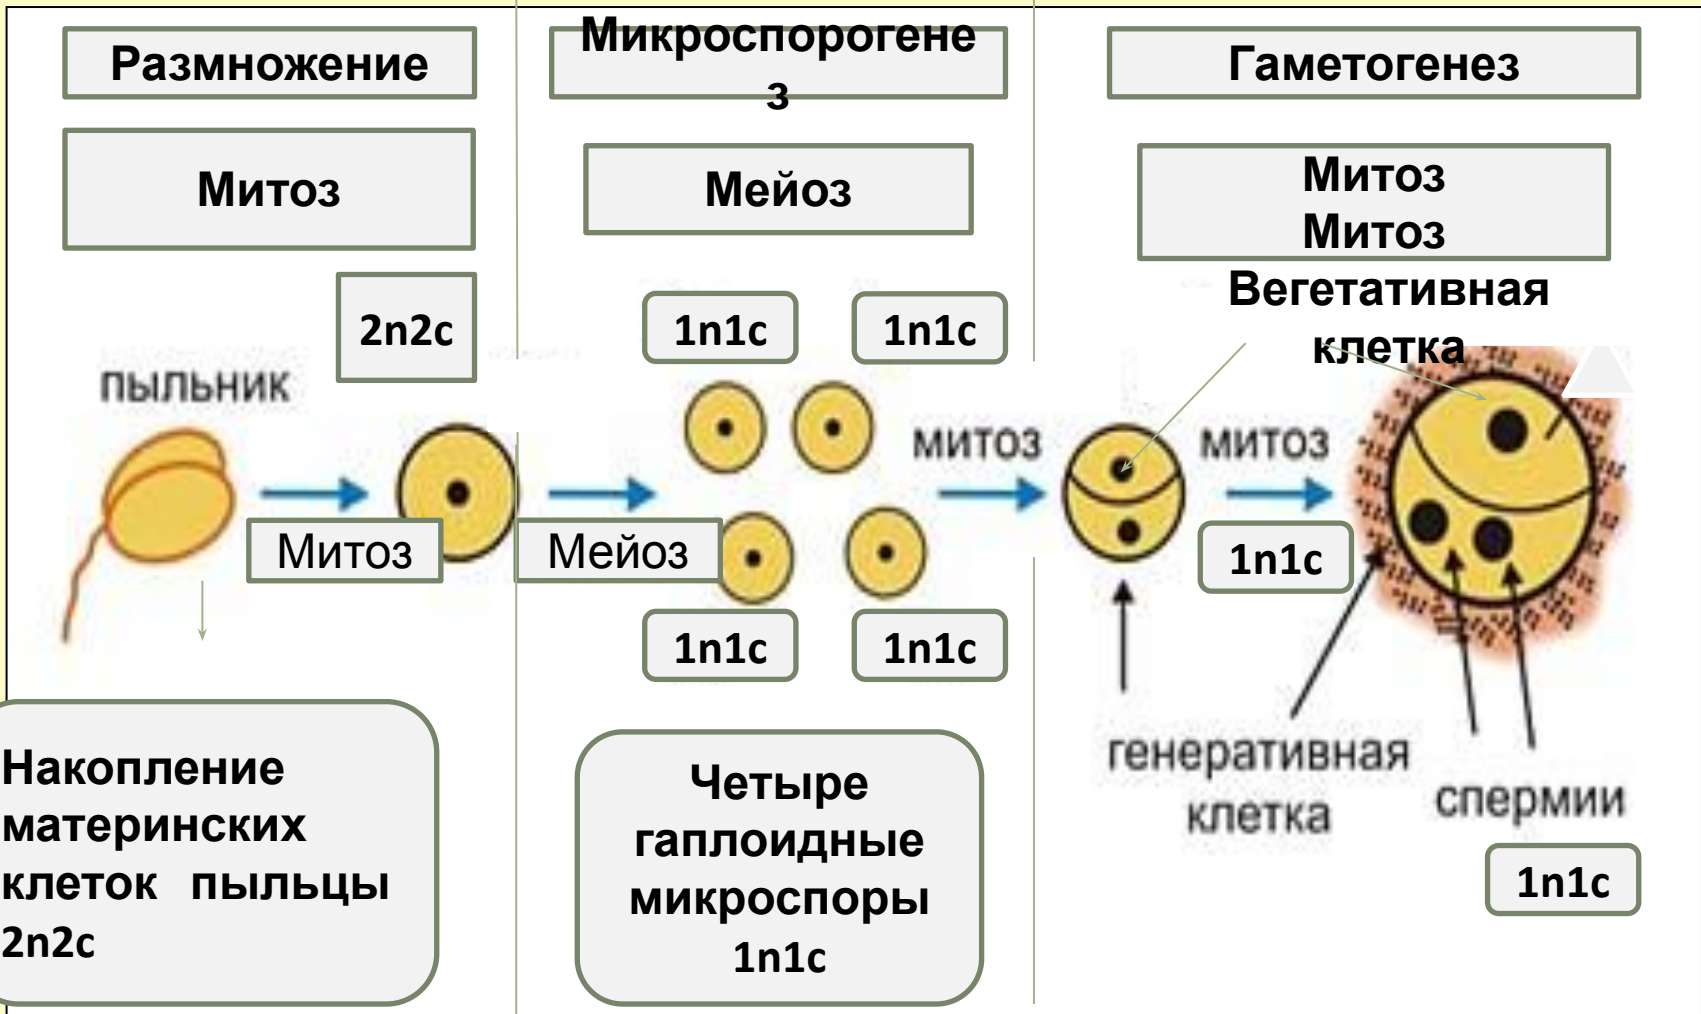 Размножение
Микроспорогене
з
Гаметогенез
Митоз
Мейоз
Митоз
Митоз
2n2c
1n1c
1n1c
Вегетативная
клетка
пыльник
митоз
митоз
Митоз
Мейоз
1n1c
1n1c
1n1c
генеративная
клетка
спермии
1n1c
Накопление
материнских
клеток пыльцы
2n2c
Четыре
гаплоидные
микроспоры
1n1c